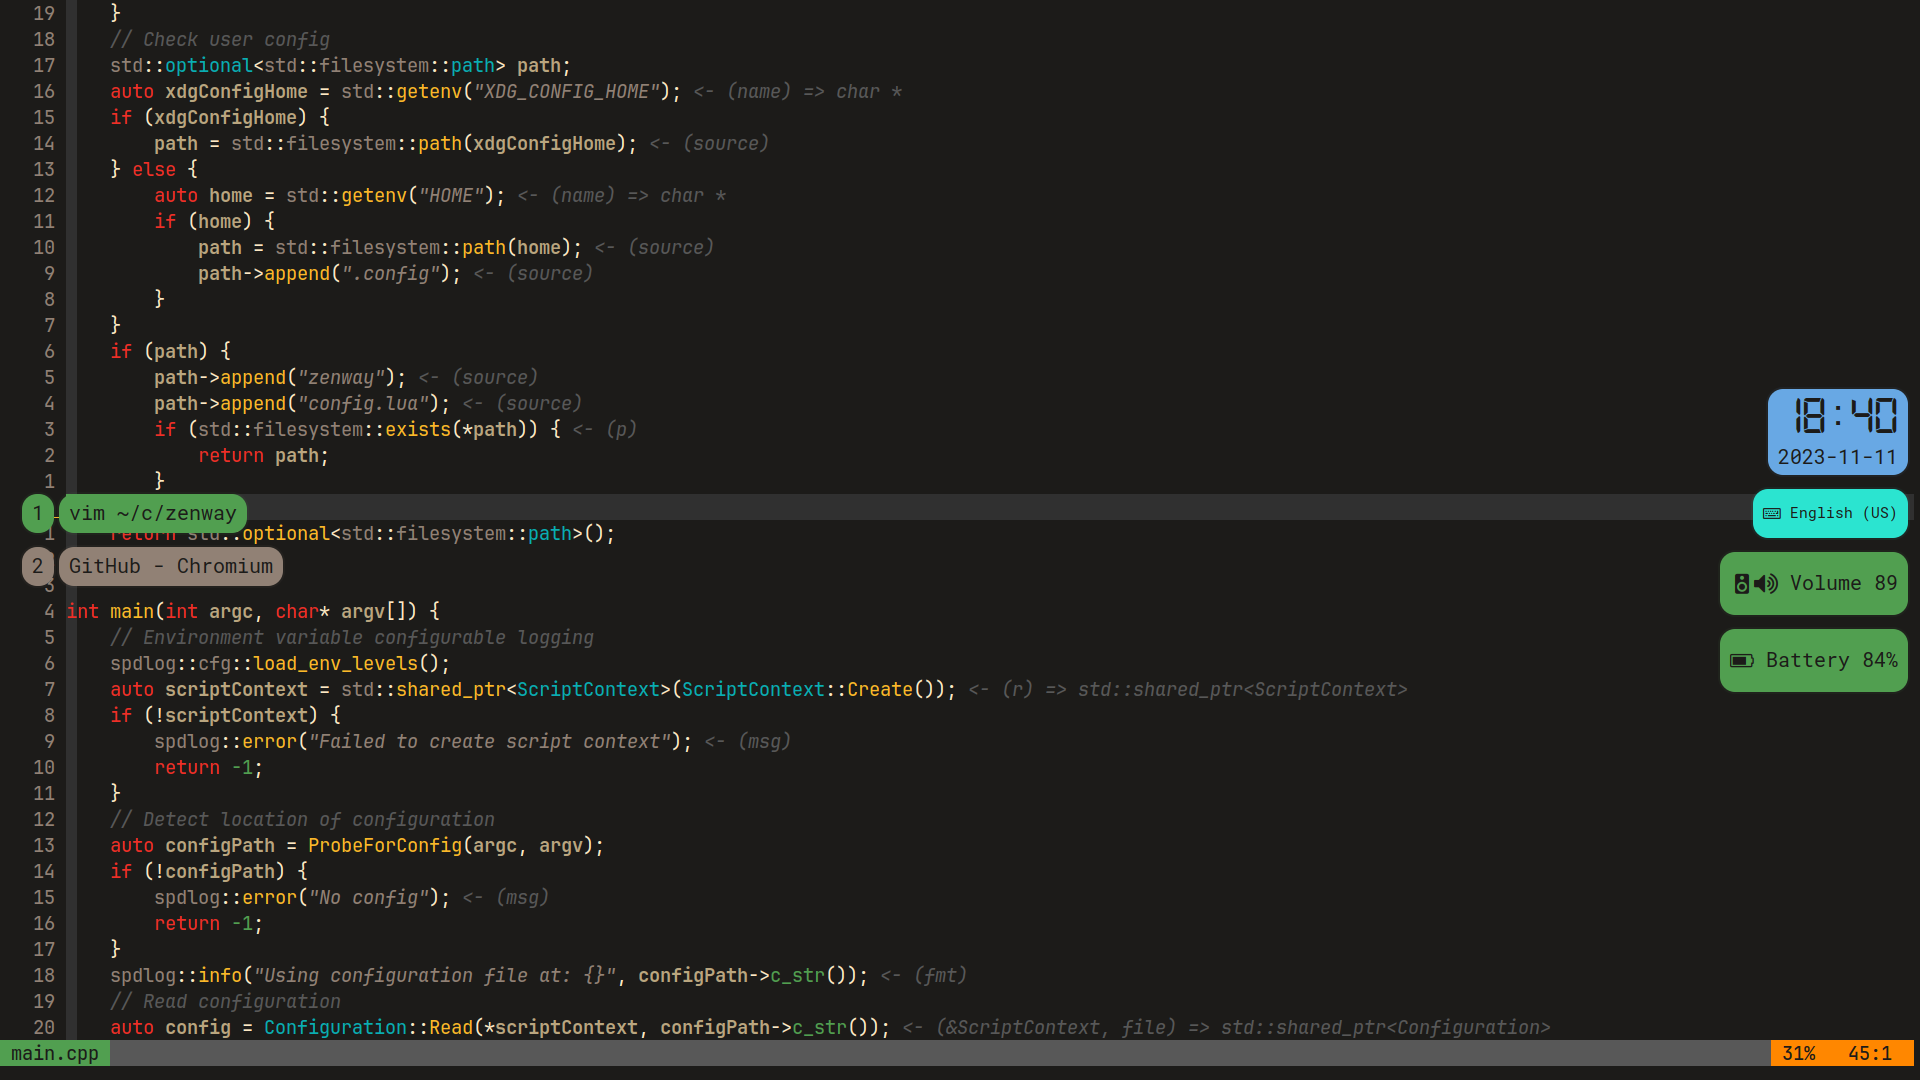 19 }
18 // Check user config
17 std::optional<std::filesystem::path> path;
16 auto xdgConfigHome = std::getenv("XDG_CONFIG_HOME"); <- (name) => char *
15 if (xdgConfigHome) {
14 path = std::filesystem::path(xdgConfigHome); <- (source)
13 } else {
12 auto home = std::getenv("HOME"); <- (name) => char *
11 if (home) {
10 path = std::filesystem::path(home); <- (source)
9 path->append(".config"); <- (source)
8 }
7 }
6 if (path) {
5 path->append("zenway"); <- (source)
4 path->append("config.lua"); <- (source)
3 if (std::filesystem::exists(*path)) { <- (p)
2 return path;
1 }
1 vim ~/c/zenway
1 return std::optional<std::filesystem::path>();
2 GitHub - Chromium
3
4 int main(int argc, char* argv[]) {
5 // Environment variable configurable logging
6 spdlog::cfg::load_env_levels();
7 auto scriptContext = std::shared_ptr<ScriptContext>(ScriptContext::Create()); <- (r) => std::shared_ptr<ScriptContext>
8 if (!scriptContext) {
9 spdlog::error("Failed to create script context"); <- (msg)
10 return -1;
11 }
12 // Detect location of configuration
13 auto configPath = ProbeForConfig(argc, argv);
14 if (!configPath) {
15 spdlog::error("No config"); <- (msg)
16 return -1;
17 }
18 spdlog::info("Using configuration file at: {}", configPath->c_str()); <- (fmt)
19 // Read configuration
20 auto config = Configuration::Read(*scriptContext, configPath->c_str()); <- (&ScriptContext, file) => std::shared_ptr<Configuration>
main.cpp 31% 45:1
18:40
2023-11-11
English (US)
Volume 89
Battery 84%